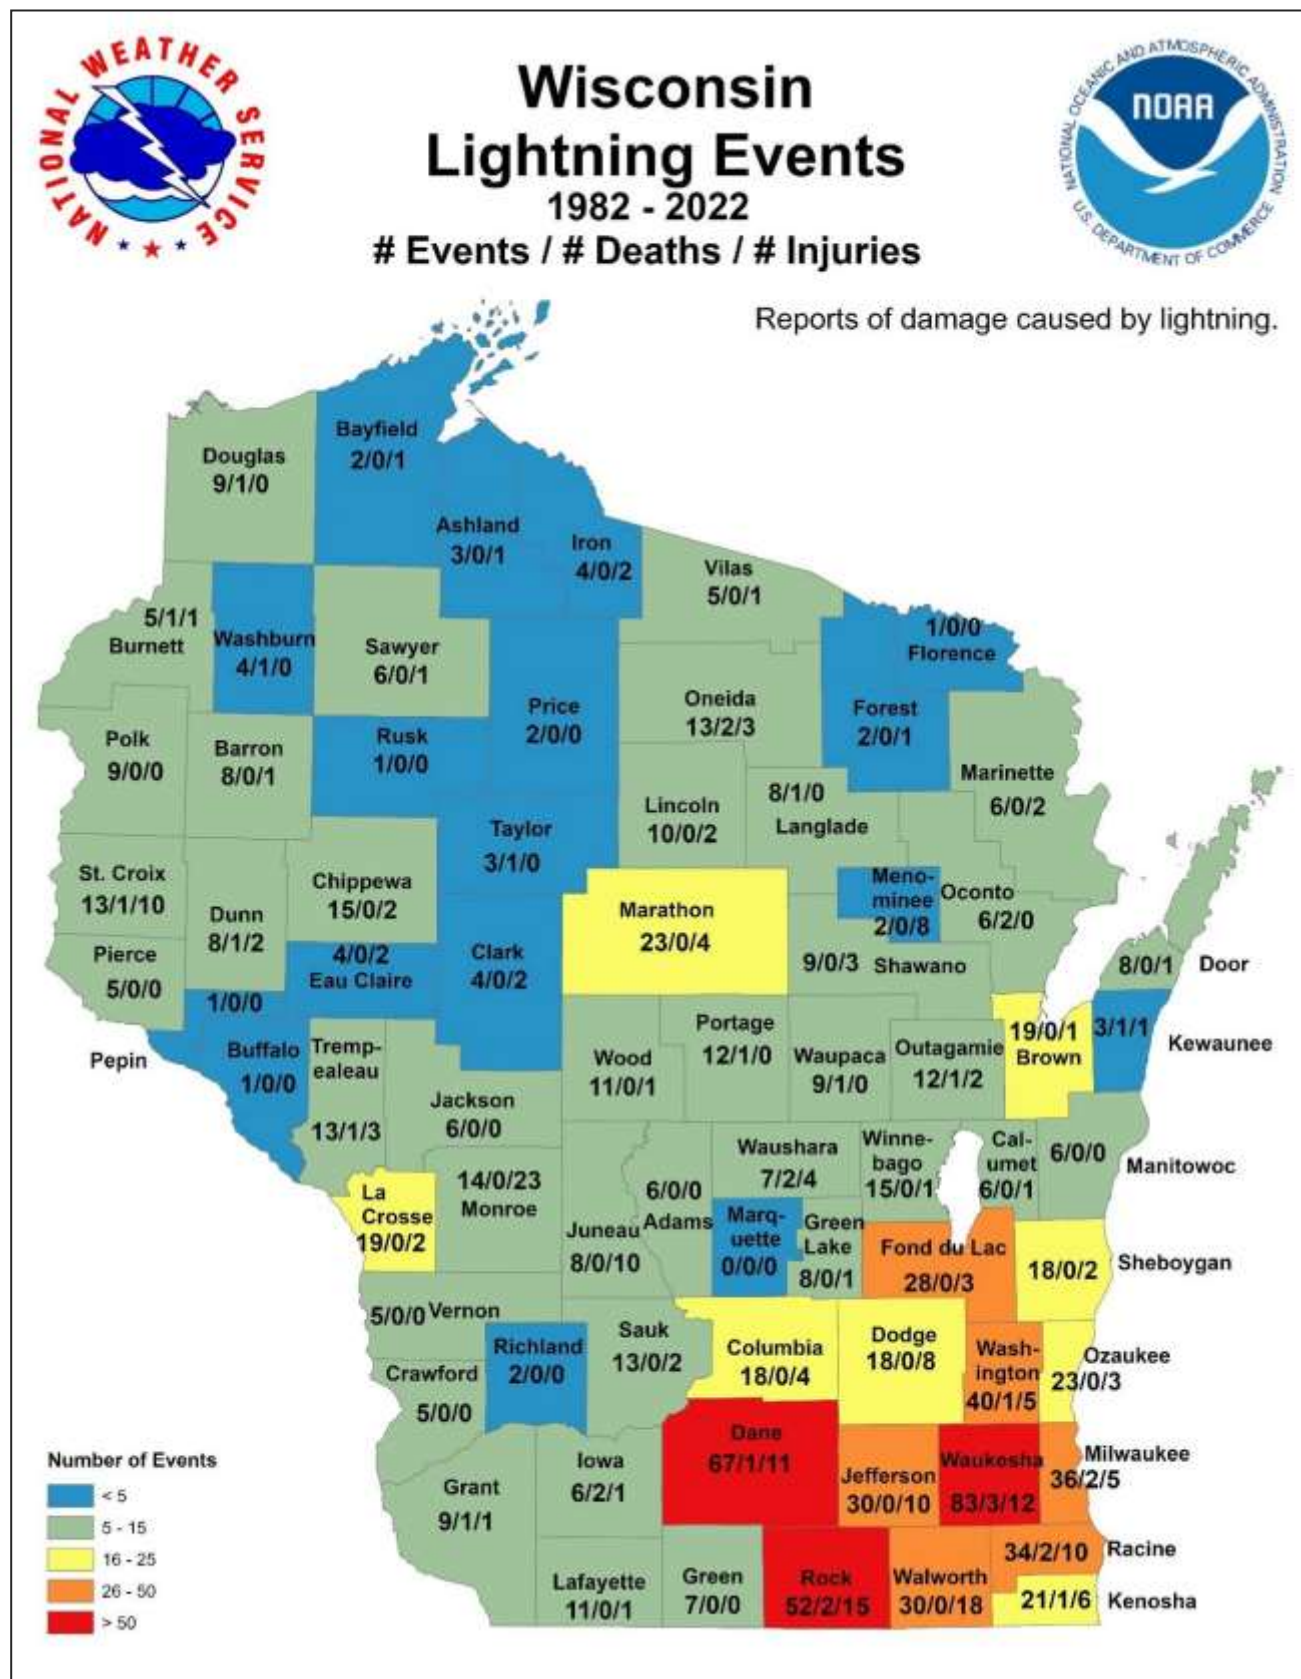 NATIONAL WEATHER SERVICE
NATIONAL OCEANIC AND ATMOSPHERIC ADMINISTRATION
U.S. DEPARTMENT OF COMMERCE
NOAA
Wisconsin
Lightning Events
1982 - 2022
# Events / # Deaths / # Injuries
Reports of damage caused by lightning.
Bayfield
2/0/1
Douglas
9/1/0
Ashland
3/0/1
Iron
4/0/2
Vilas
5/0/1
5/1/1
Burnett
Washburn
4/1/0
Sawyer
6/0/1
1/0/0
Florence
Price
2/0/0
Oneida
13/2/3
Forest
2/0/1
Polk
9/0/0
Barron
8/0/1
Rusk
1/0/0
Marinette
6/0/2
Lincoln
10/0/2
8/1/0
Langlade
Taylor
3/1/0
St. Croix
13/1/10
Dunn
8/1/2
Chippewa
15/0/2
Marathon
23/0/4
Meno-
minee
2/0/8
Oconto
6/2/0
Pierce
5/0/0
4/0/2
Eau Claire
Clark
4/0/2
9/0/3 Shawano
8/0/1 Door
1/0/0
Pepin
Buffalo
1/0/0
Tremp-
ealeau
13/1/3
Wood
11/0/1
Portage
12/1/0
Waupaca
9/1/0
Outagamie
12/1/2
19/0/1
Brown
3/1/1
Kewaunee
Jackson
6/0/0
14/0/23
Monroe
La
Crosse
19/0/2
Juneau
8/0/10
6/0/0
Adams
Waushara
7/2/4
Winne-
bago
15/0/1
Cal-
umet
6/0/1
6/0/0
Manitowoc
Marq-
uette
0/0/0
Green
Lake
8/0/1
Fond du Lac
28/0/3
18/0/2
Sheboygan
5/0/0 Vernon
Richland
2/0/0
Sauk
13/0/2
Columbia
18/0/4
Dodge
18/0/8
Wash-
ington
40/1/5
Ozaukee
23/0/3
Crawford
5/0/0
Dane
67/1/11
Jefferson
30/0/10
Waukesha
83/3/12
Milwaukee
36/2/5
Grant
9/1/1
Iowa
6/2/1
Lafayette
11/0/1
Green
7/0/0
Rock
52/2/15
Walworth
30/0/18
34/2/10 Racine
21/1/6 Kenosha
Number of Events
< 5
5 - 15
16 - 25
26 - 50
> 50